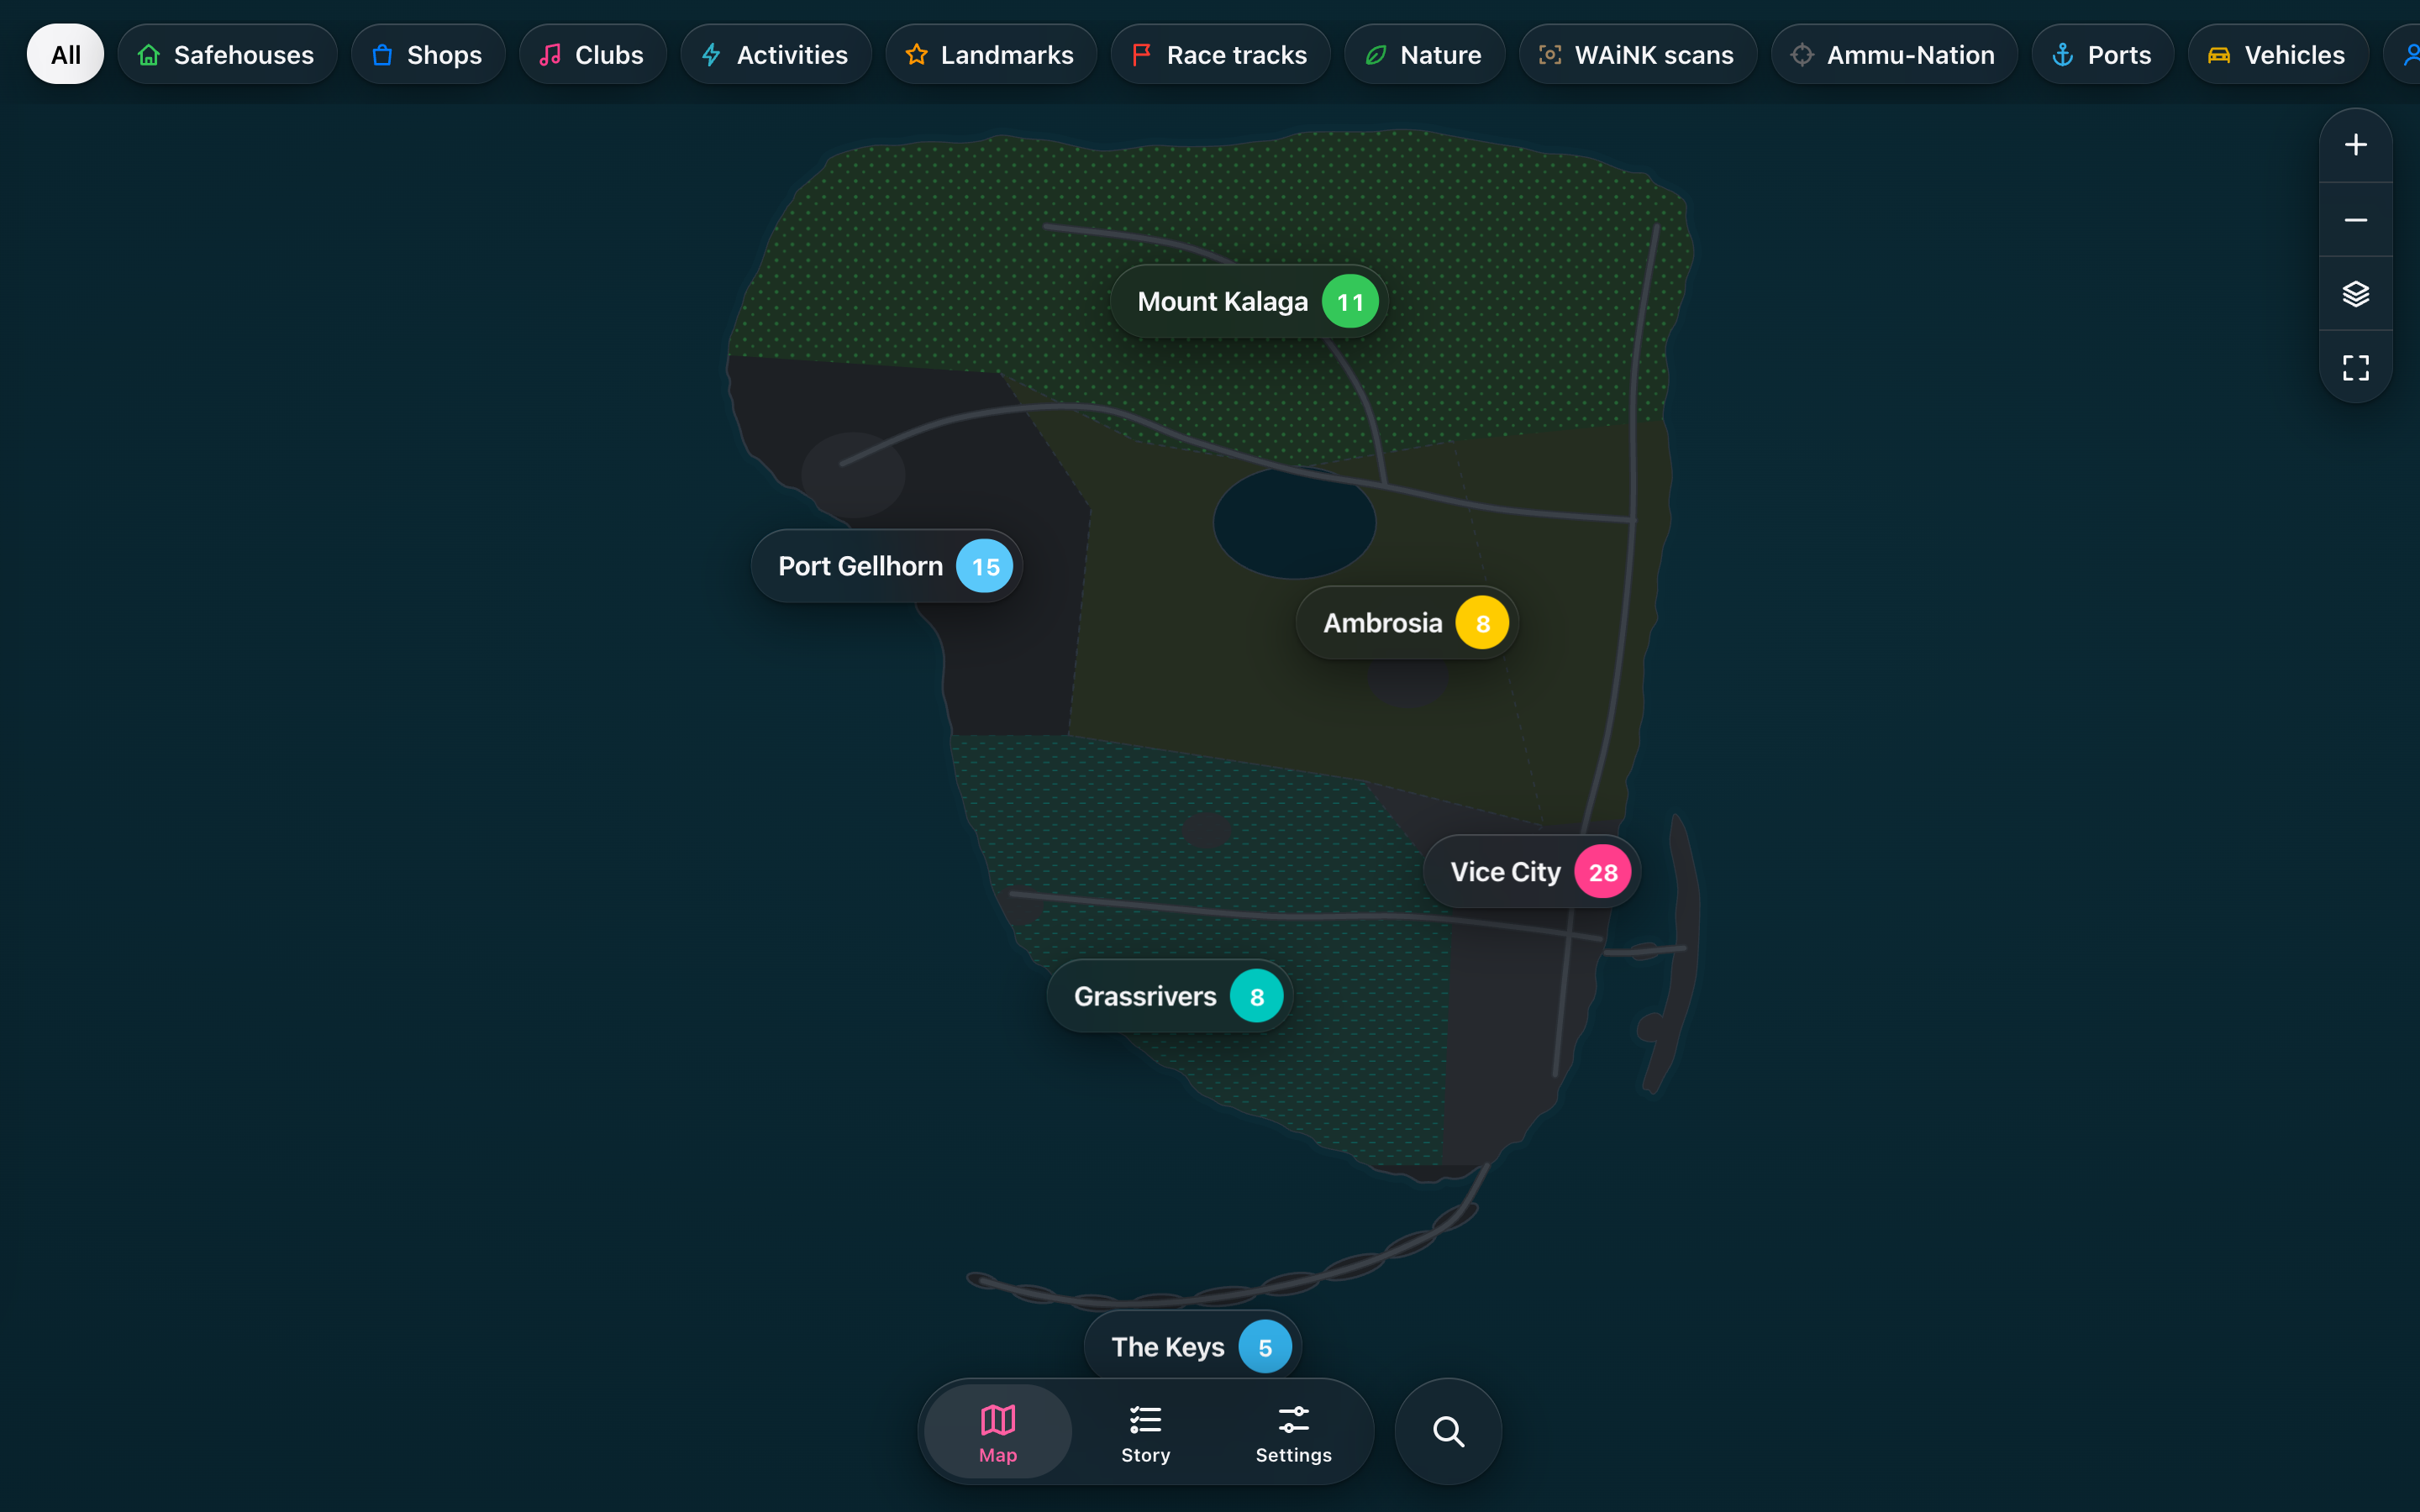 All
Safehouses
Shops
Clubs
Activities
Landmarks
Race tracks
Nature
WAiNK scans
Ammu-Nation
Ports
Vehicles
Mount Kalaga 11
Port Gellhorn 15
Ambrosia 8
Vice City 28
Grassrivers 8
The Keys 5
Map
Story
Settings